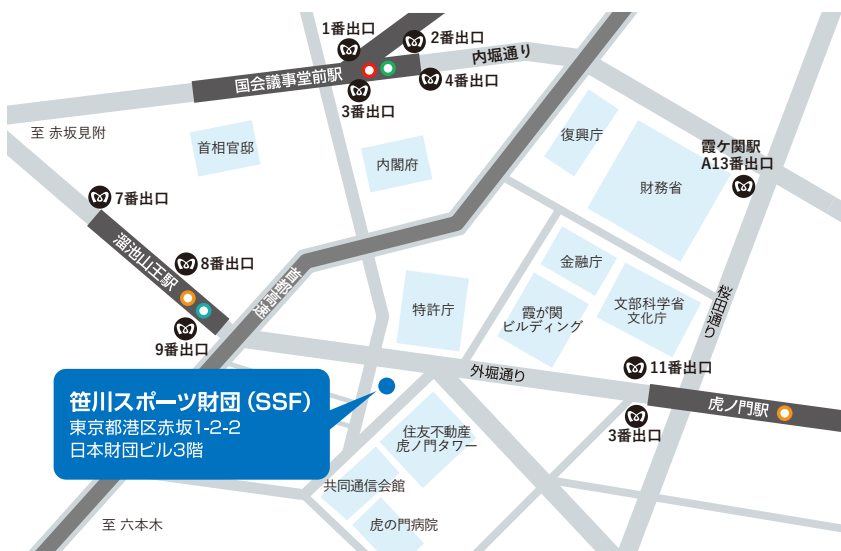 1番出口
2番出口
内堀通り
国会議事堂前駅
4番出口
3番出口
至 赤坂見附
首相官邸
内閣府
復興庁
財務省
霞ケ関駅
A13番出口
7番出口
溜池山王駅
8番出口
9番出口
首都高速
特許庁
金融庁
霞が関
ビルディング
文部科学省
文化庁
桜田通り
外堀通り
11番出口
虎ノ門駅
3番出口
笹川スポーツ財団（SSF）
東京都港区赤坂1-2-2
日本財団ビル3階
住友不動産
虎ノ門タワー
共同通信会館
虎の門病院
至 六本木